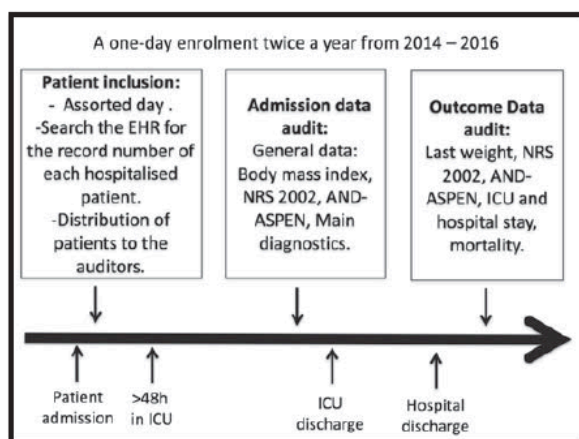 A one-day enrolment twice a year from 2014 – 2016
Patient inclusion:
- Assorted day .
-Search the EHR for
the record number of
each hospitalised
patient.
-Distribution of
patients to the
auditors.
Admission data
audit:
General data:
Body mass index,
NRS 2002, AND-
ASPEN, Main
diagnostics.
Outcome Data
audit:
Last weight, NRS
2002, AND-
ASPEN, ICU and
hospital stay,
mortality.
Patient
admission
>48h
in ICU
ICU
discharge
Hospital
discharge